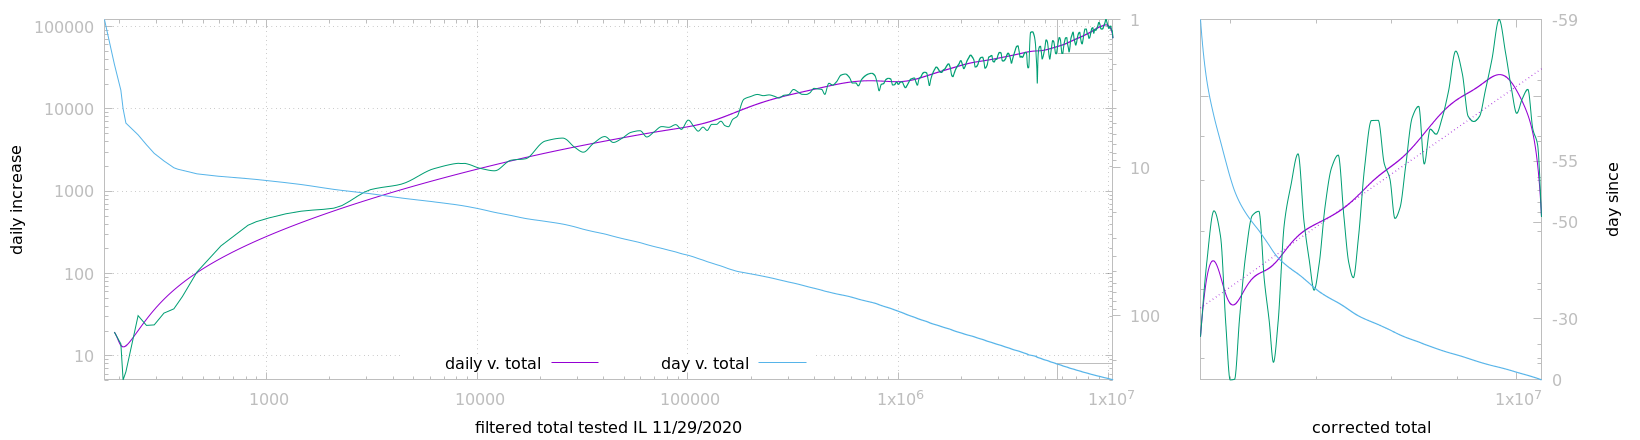 100000
10000
1000
100
10
daily increase
1000
10000
100000
1x10^6
1x10^7
filtered total tested IL 11/29/2020
daily v. total
day v. total
1
10
100
-59
-55
-50
-30
0
day since
1x10^7
corrected total